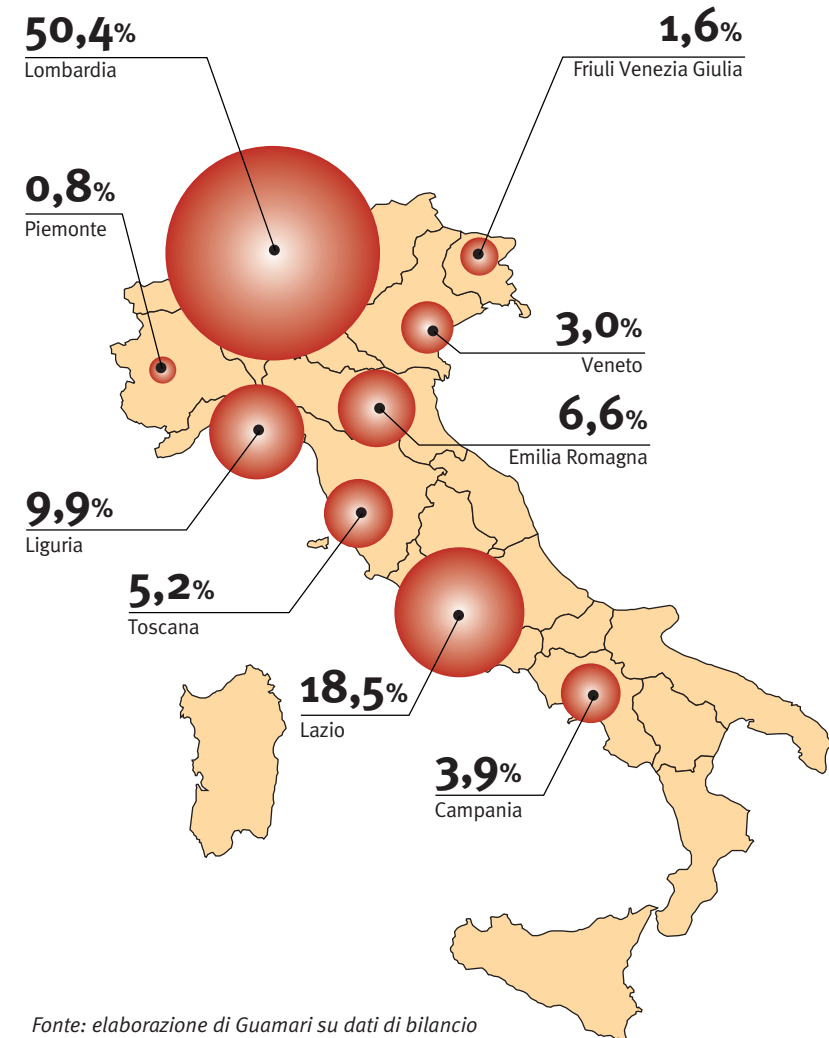 50,4%
Lombardia
1,6%
Friuli Venezia Giulia
0,8%
Piemonte
3,0%
Veneto
6,6%
Emilia Romagna
9,9%
Liguria
5,2%
Toscana
18,5%
Lazio
3,9%
Campania
Fonte: elaborazione di Guamari su dati di bilancio